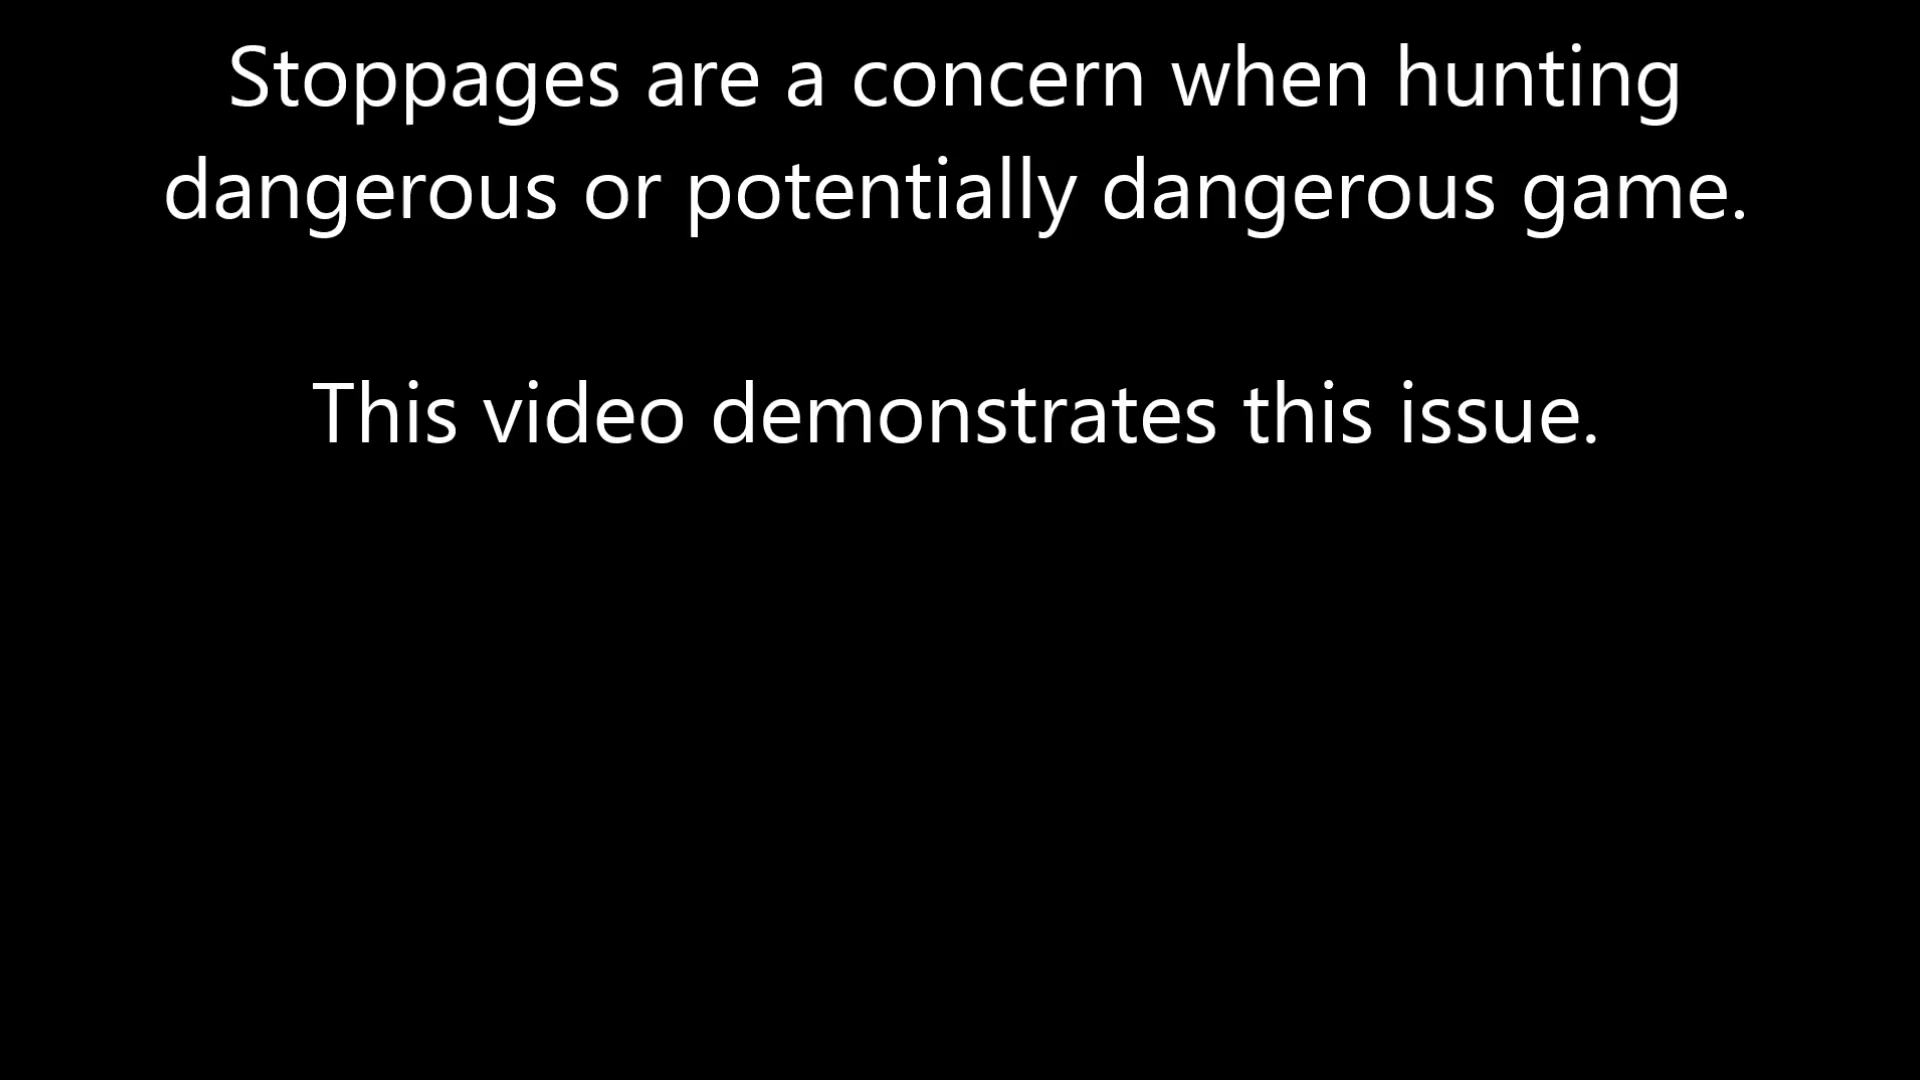 Stoppages are a concern when hunting
dangerous or potentially dangerous game.
This video demonstrates this issue.